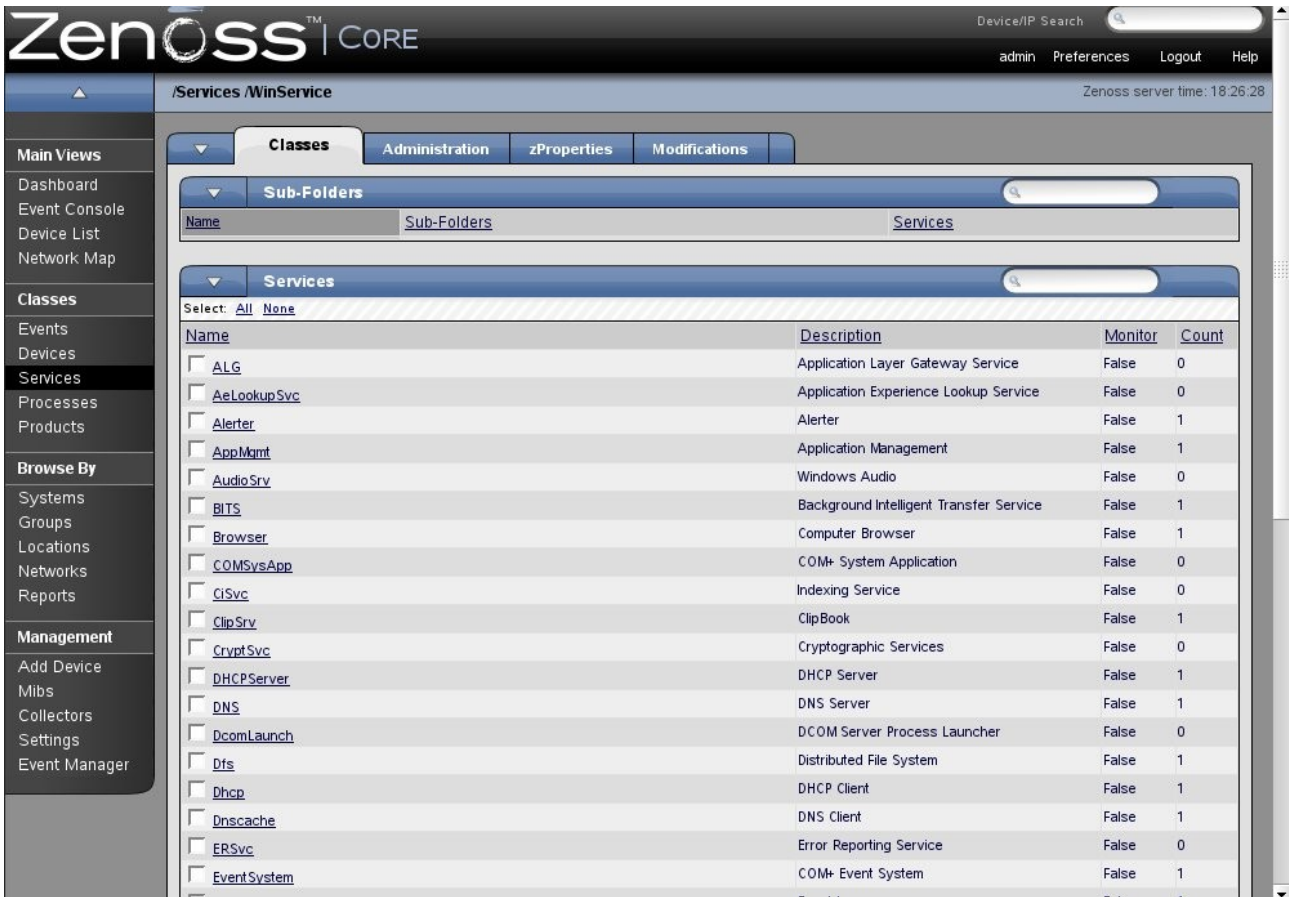 Zenoss™ | CORE
Device/IP Search
admin Preferences Logout Help
/Services /WinService
Zenoss server time: 18:26:28
Main Views
Dashboard
Event Console
Device List
Network Map
Classes
Events
Devices
Services
Processes
Products
Browse By
Systems
Groups
Locations
Networks
Reports
Management
Add Device
Mibs
Collectors
Settings
Event Manager
Classes Administration zProperties Modifications
Sub-Folders
Name Sub-Folders Services
Services
Select: All None
Name Description Monitor Count
ALG Application Layer Gateway Service False 0
AeLookupSvc Application Experience Lookup Service False 0
Alerter Alerter False 1
AppMgmt Application Management False 1
AudioSrv Windows Audio False 0
BITS Background Intelligent Transfer Service False 1
Browser Computer Browser False 1
COMSysApp COM+ System Application False 0
CiSvc Indexing Service False 0
ClipSrv ClipBook False 1
CryptSvc Cryptographic Services False 0
DHCPServer DHCP Server False 1
DNS DNS Server False 1
DcomLaunch DCOM Server Process Launcher False 0
Dfs Distributed File System False 1
Dhcp DHCP Client False 1
Dnscache DNS Client False 1
ERSvc Error Reporting Service False 0
EventSystem COM+ Event System False 1